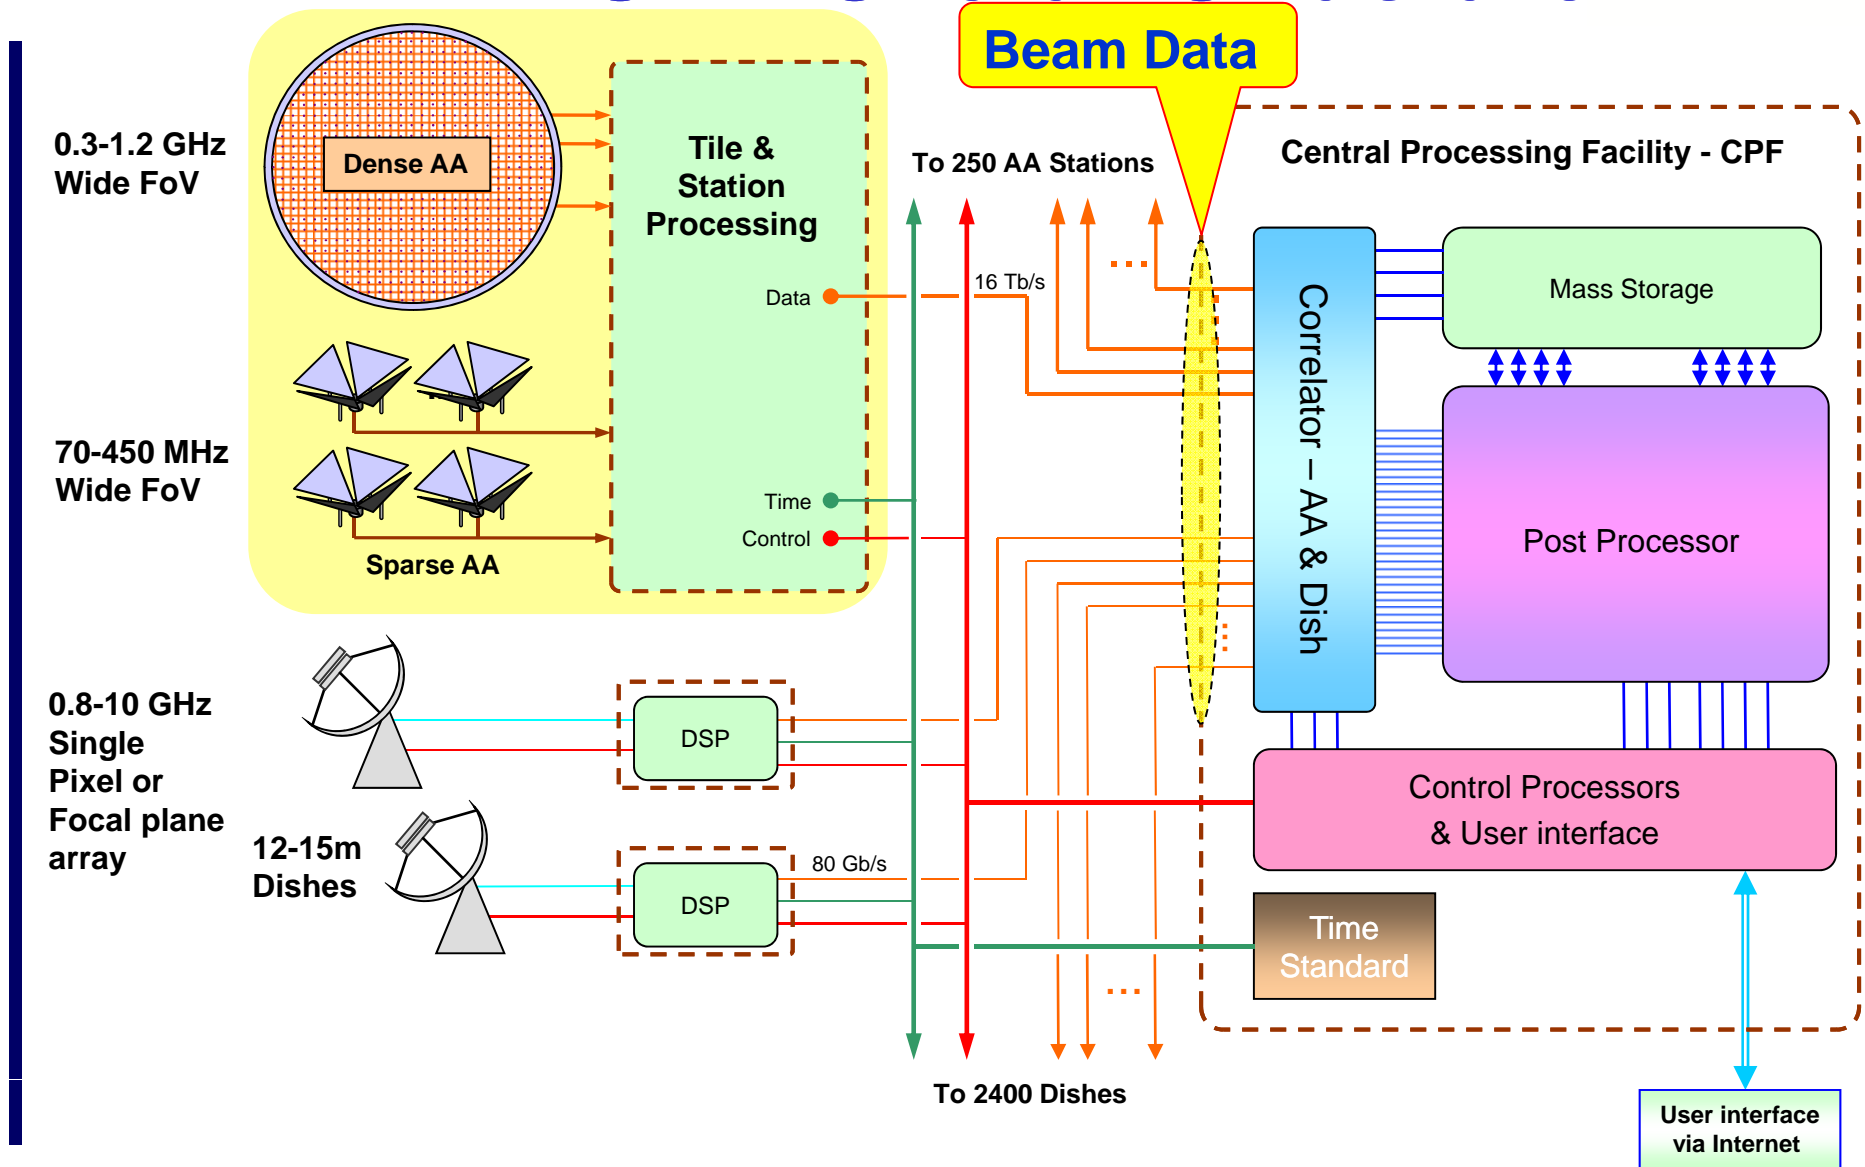 Beam Data
0.3-1.2 GHz
Wide FoV
Dense AA
Tile &
Station
Processing
To 250 AA Stations
Central Processing Facility - CPF
Data
16 Tb/s
Correlator – AA & Dish
Mass Storage
70-450 MHz
Wide FoV
Time
Control
Sparse AA
Post Processor
0.8-10 GHz
Single
Pixel or
Focal plane
array
DSP
12-15m
Dishes
80 Gb/s
DSP
Control Processors
& User interface
Time
Standard
To 2400 Dishes
User interface
via Internet